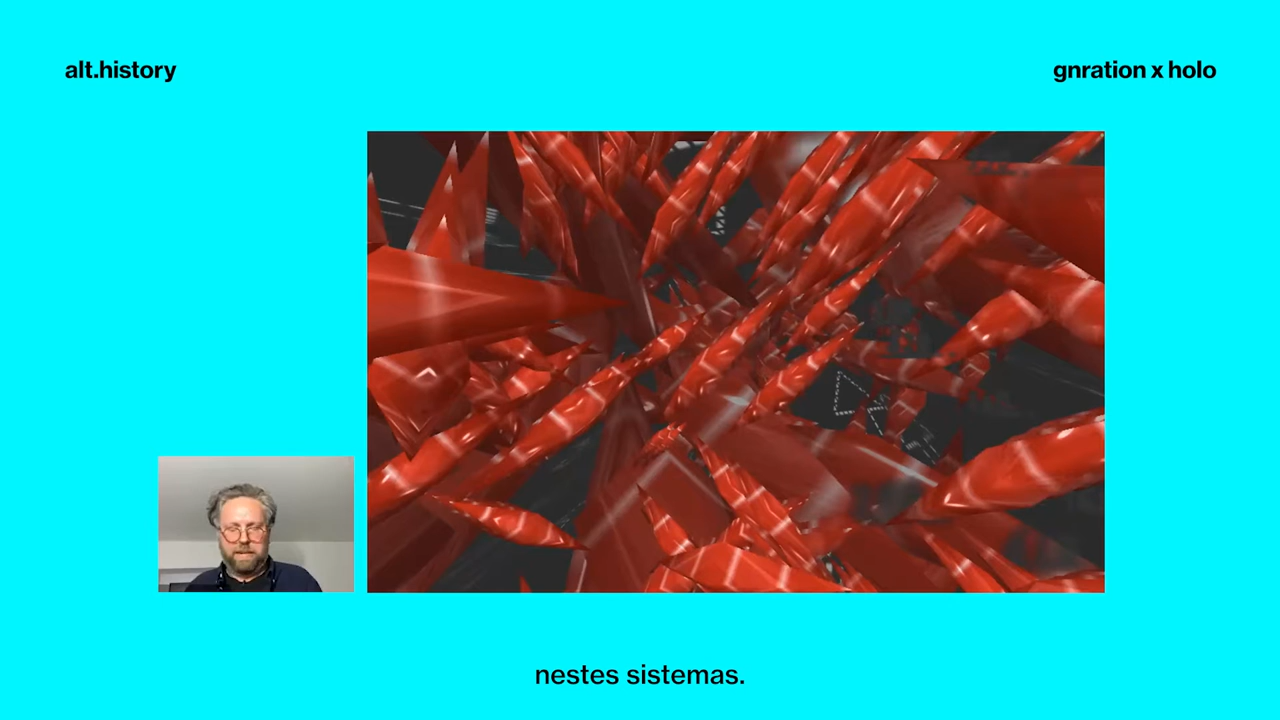 alt.history
gnration x holo
nestes sistemas.